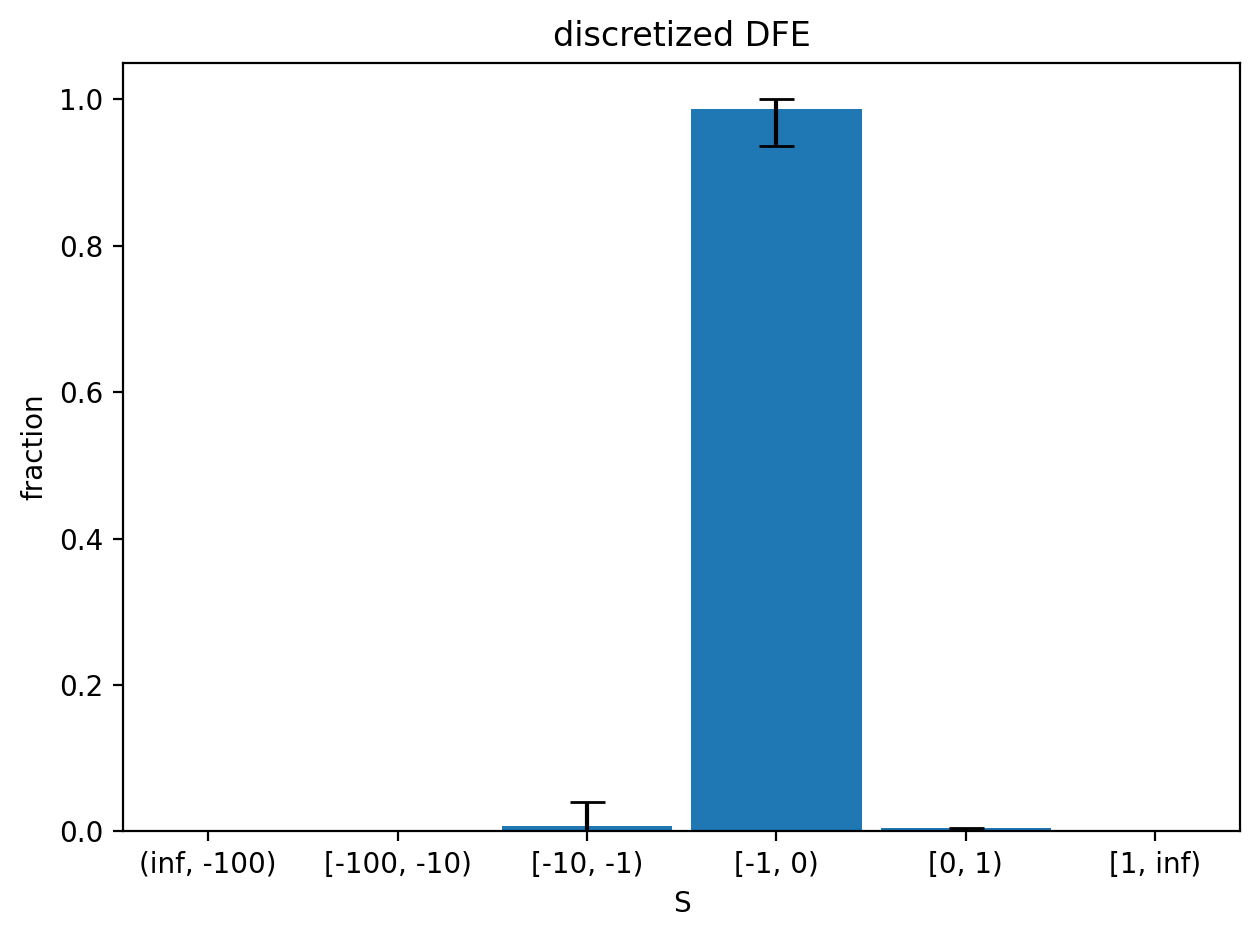 discretized DFE
1.0
0.8
0.6
0.4
0.2
0.0
fraction
(inf, -100) [-100, -10) [-10, -1) [-1, 0) [0, 1) [1, inf)
S